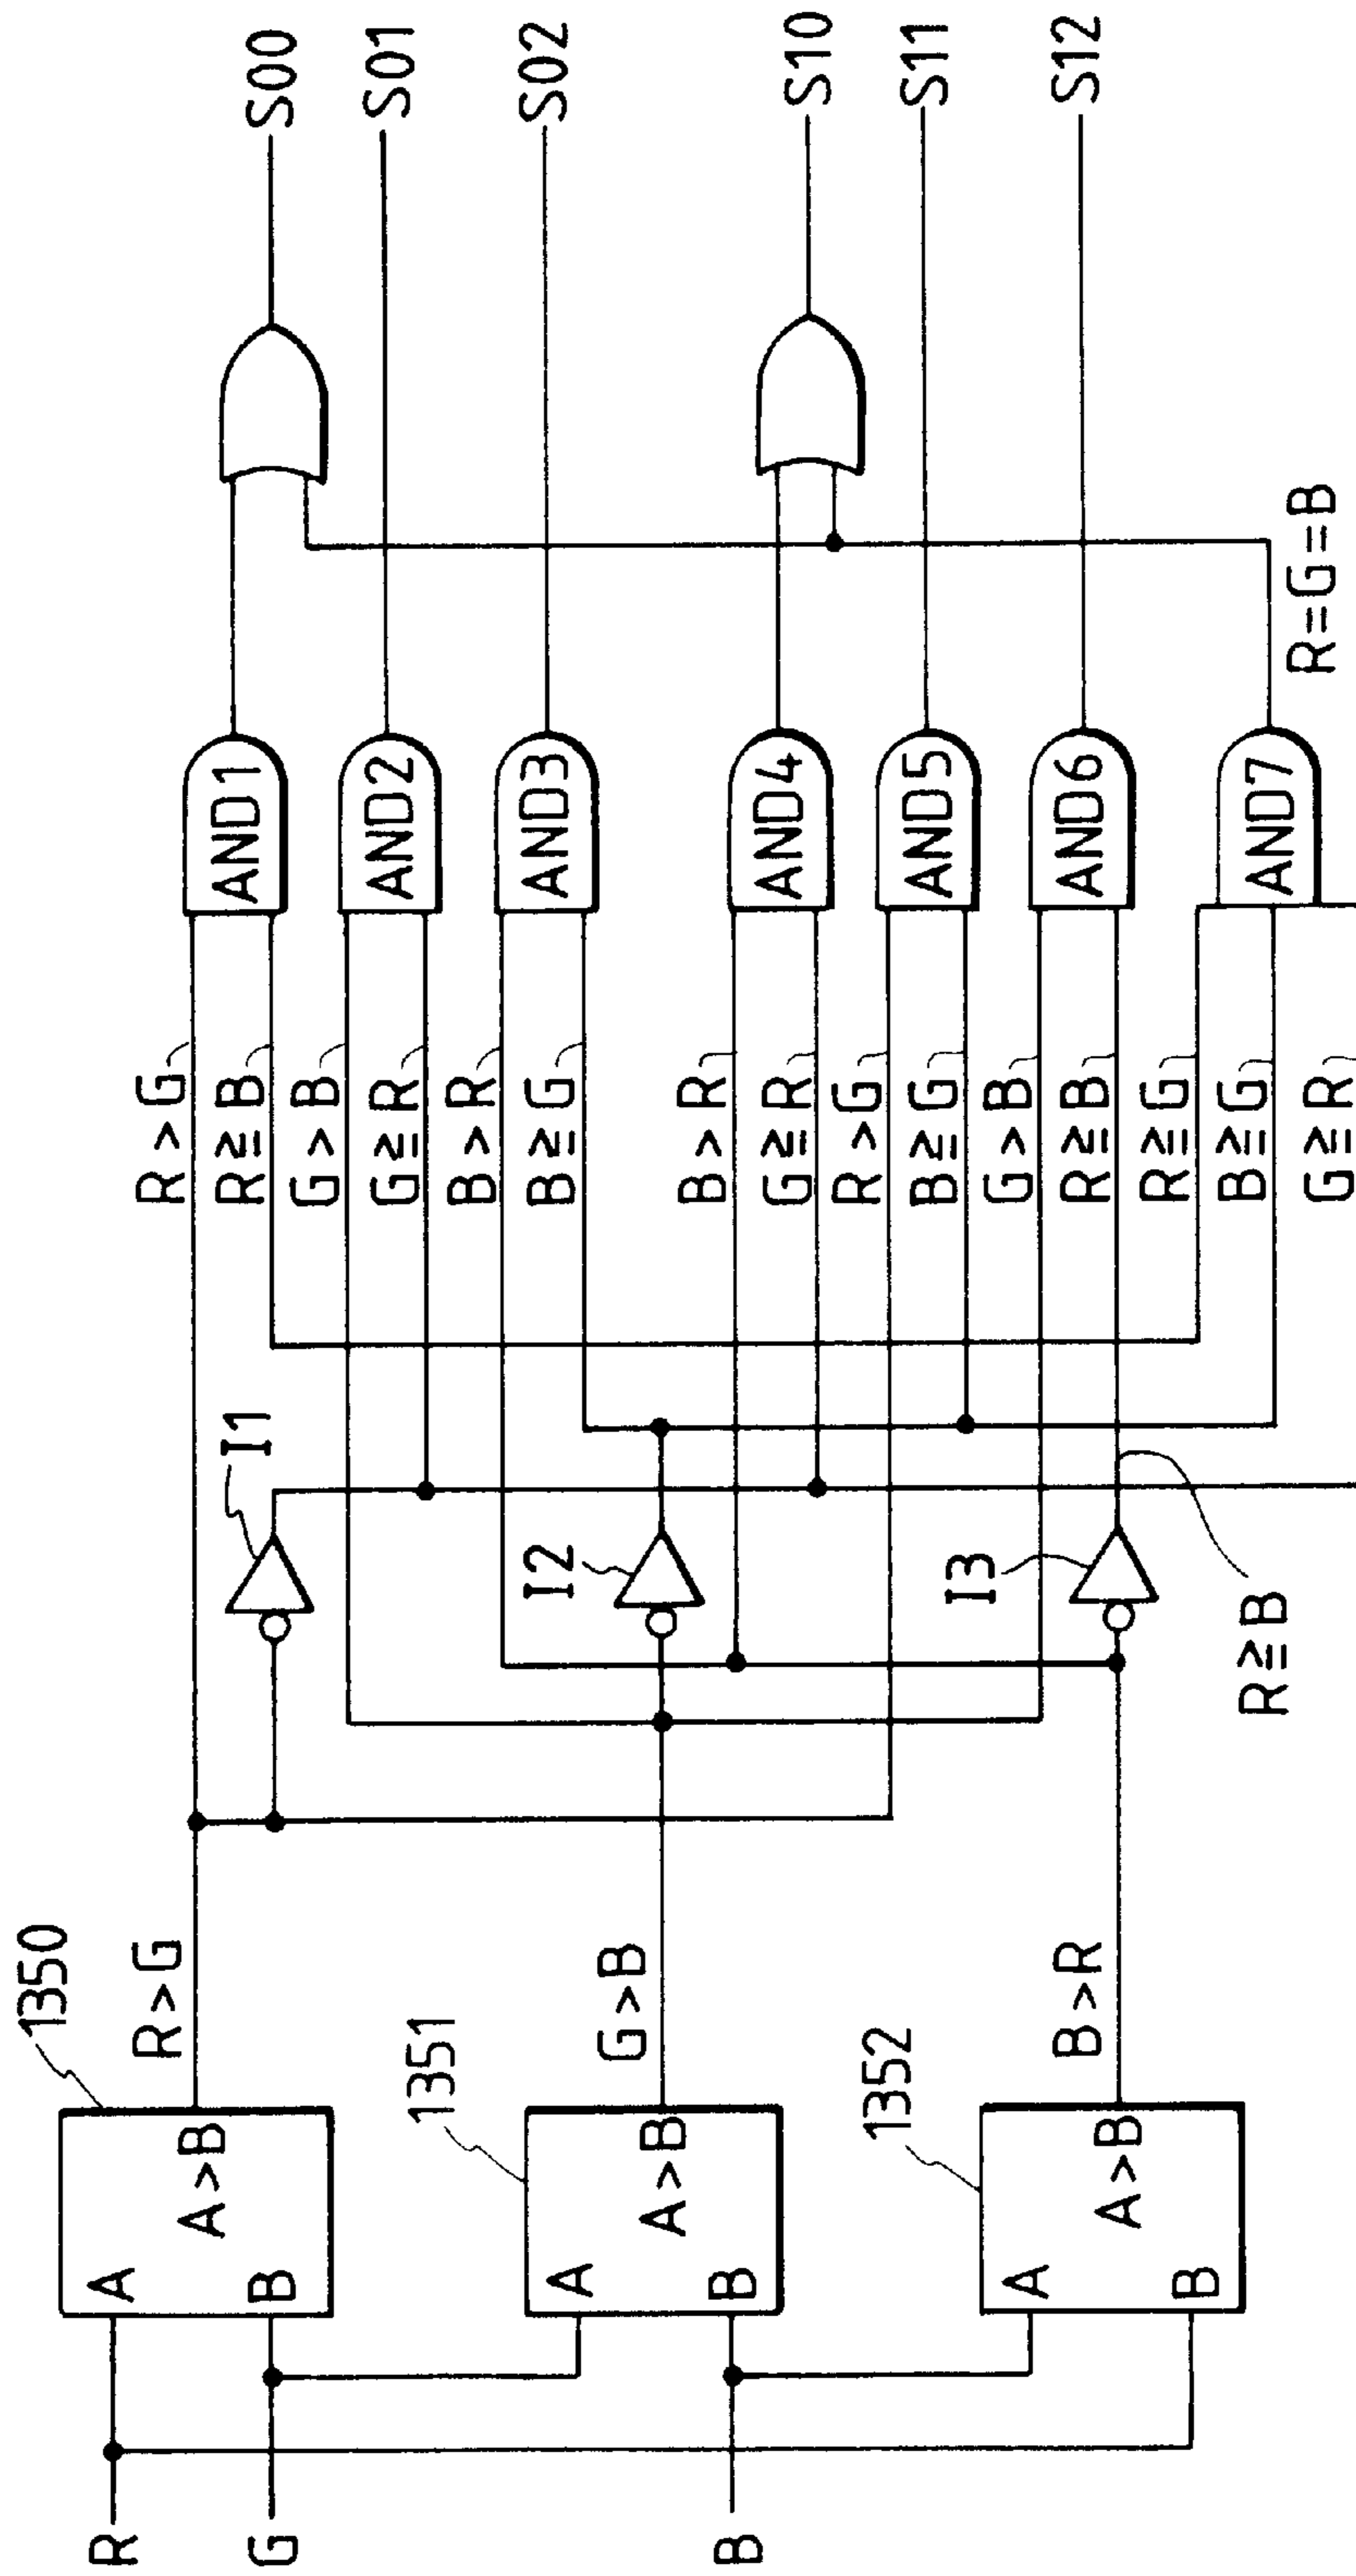 R
G
B
A
B
A>B
1350
A
B
A>B
1351
A
B
A>B
1352
R>G
G>B
B>R
I1
I2
I3
R≧B
R>G
R≧B
G>B
G≧R
B>R
B≧G
B>R
G≧R
R>G
B≧G
G>B
R≧B
R≧G
B≧G
G≧R
AND1
AND2
AND3
AND4
AND5
AND6
AND7
R=G=B
S00
S01
S02
S10
S11
S12